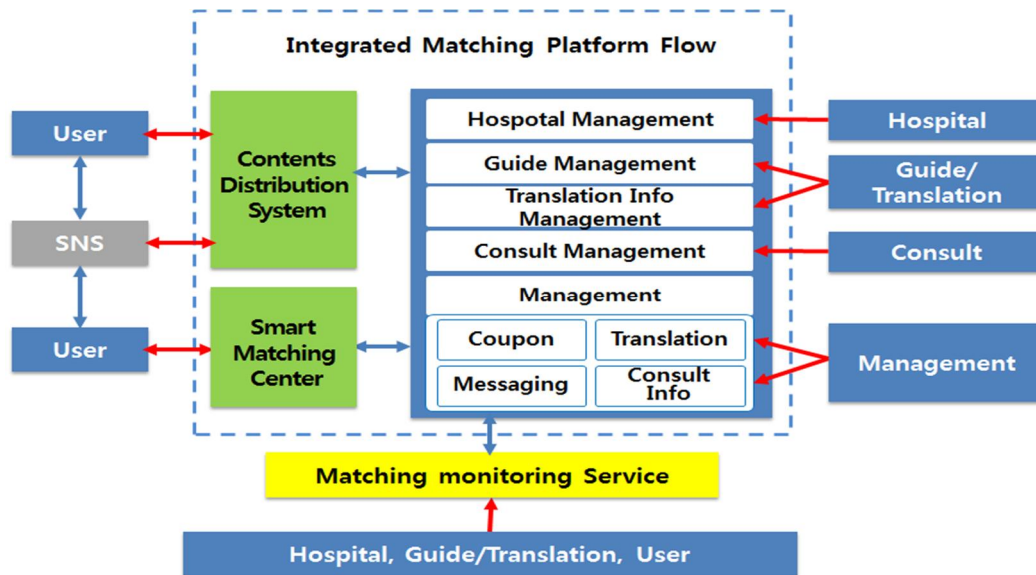 Integrated Matching Platform Flow
User
SNS
User
Contents
Distribution
System
Smart
Matching
Center
Hospotal Management
Guide Management
Translation Info
Management
Consult Management
Management
Coupon
Translation
Messaging
Consult
Info
Hospital
Guide/
Translation
Consult
Management
Matching monitoring Service
Hospital, Guide/Translation, User